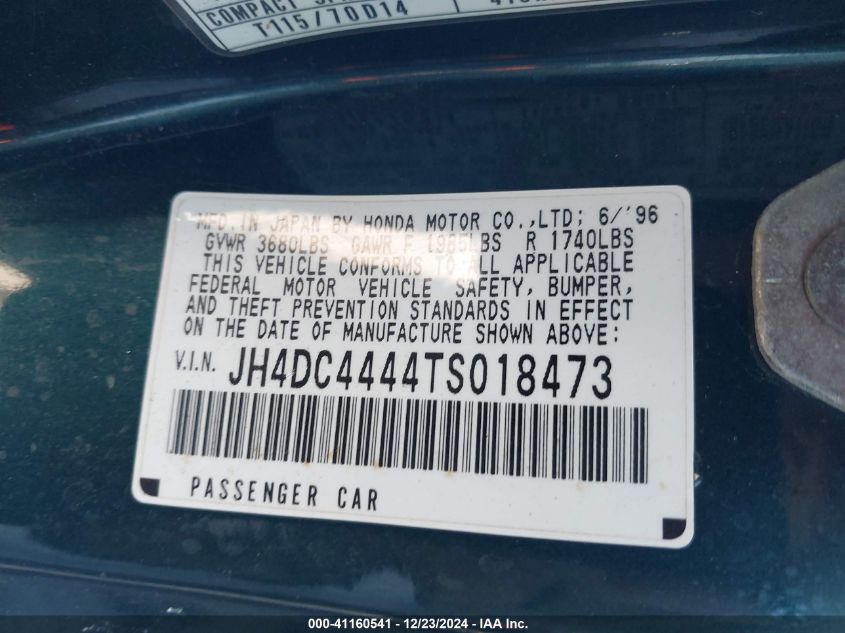 COMPACT
T115/70D14
MFD. IN JAPAN BY HONDA MOTOR CO.,LTD; 6/'96
GVWR 3680LBS GAWR F 1985LBS R 1740LBS
THIS VEHICLE CONFORMS TO ALL APPLICABLE
FEDERAL MOTOR VEHICLE SAFETY, BUMPER,
AND THEFT PREVENTION STANDARDS IN EFFECT
ON THE DATE OF MANUFACTURE SHOWN ABOVE:
V.I.N. JH4DC4444TS018473
PASSENGER CAR
000-41160541 - 12/23/2024 - IAA Inc.